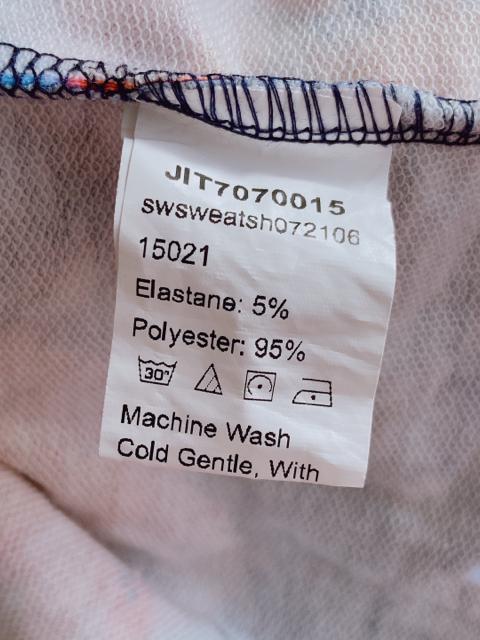 JIT7070015
swsweatsh072106
15021
Elastane: 5%
Polyester: 95%
30°
Machine Wash
Cold Gentle, With